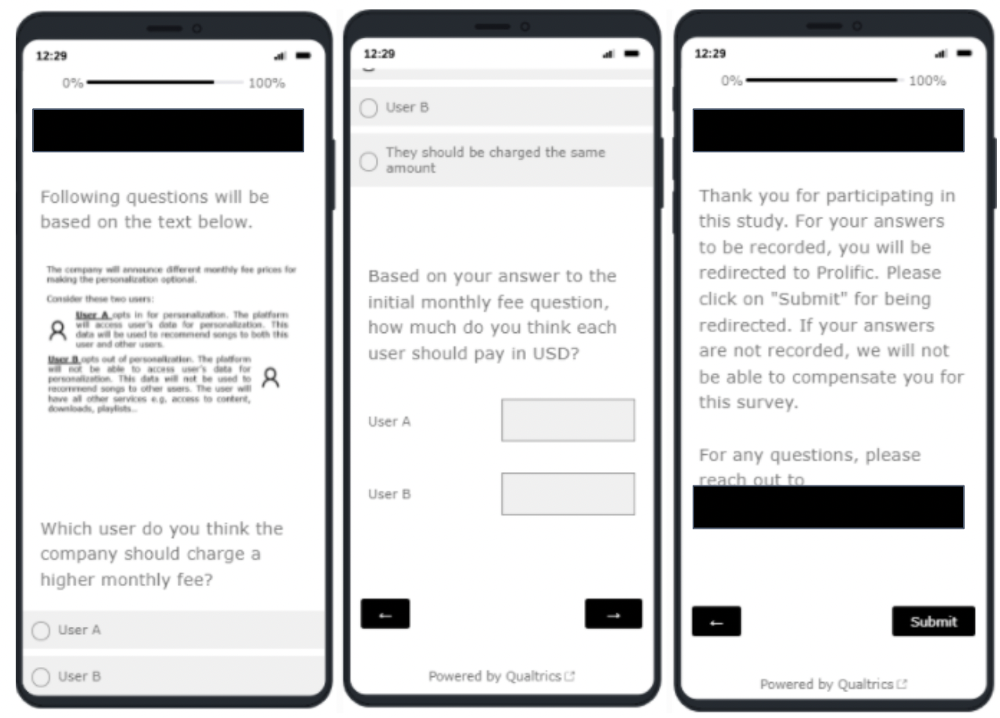 12:29
0% 100%
Following questions will be
based on the text below.
The company will announce different monthly fee prices for
making the personalization optional.
Consider these two users:
User A opts in for personalization. The platform
will access user's data for personalization. This
data will be used to recommend songs to both this
user and other users.
User B opts out of personalization. The platform
will not be able to access user's data for
personalization. This data will not be used to
recommend songs to other users. The user will
have all other services e.g, access to content,
downloads, playlists...
Which user do you think the
company should charge a
higher monthly fee?
User A
User B
12:29
User B
They should be charged the same
amount
Based on your answer to the
initial monthly fee question,
how much do you think each
user should pay in USD?
User A
User B
←
→
Powered by Qualtrics
12:29
0% 100%
Thank you for participating in
this study. For your answers
to be recorded, you will be
redirected to Prolific. Please
click on "Submit" for being
redirected. If your answers
are not recorded, we will not
be able to compensate you for
this survey.
For any questions, please
reach out to
←
Submit
Powered by Qualtrics